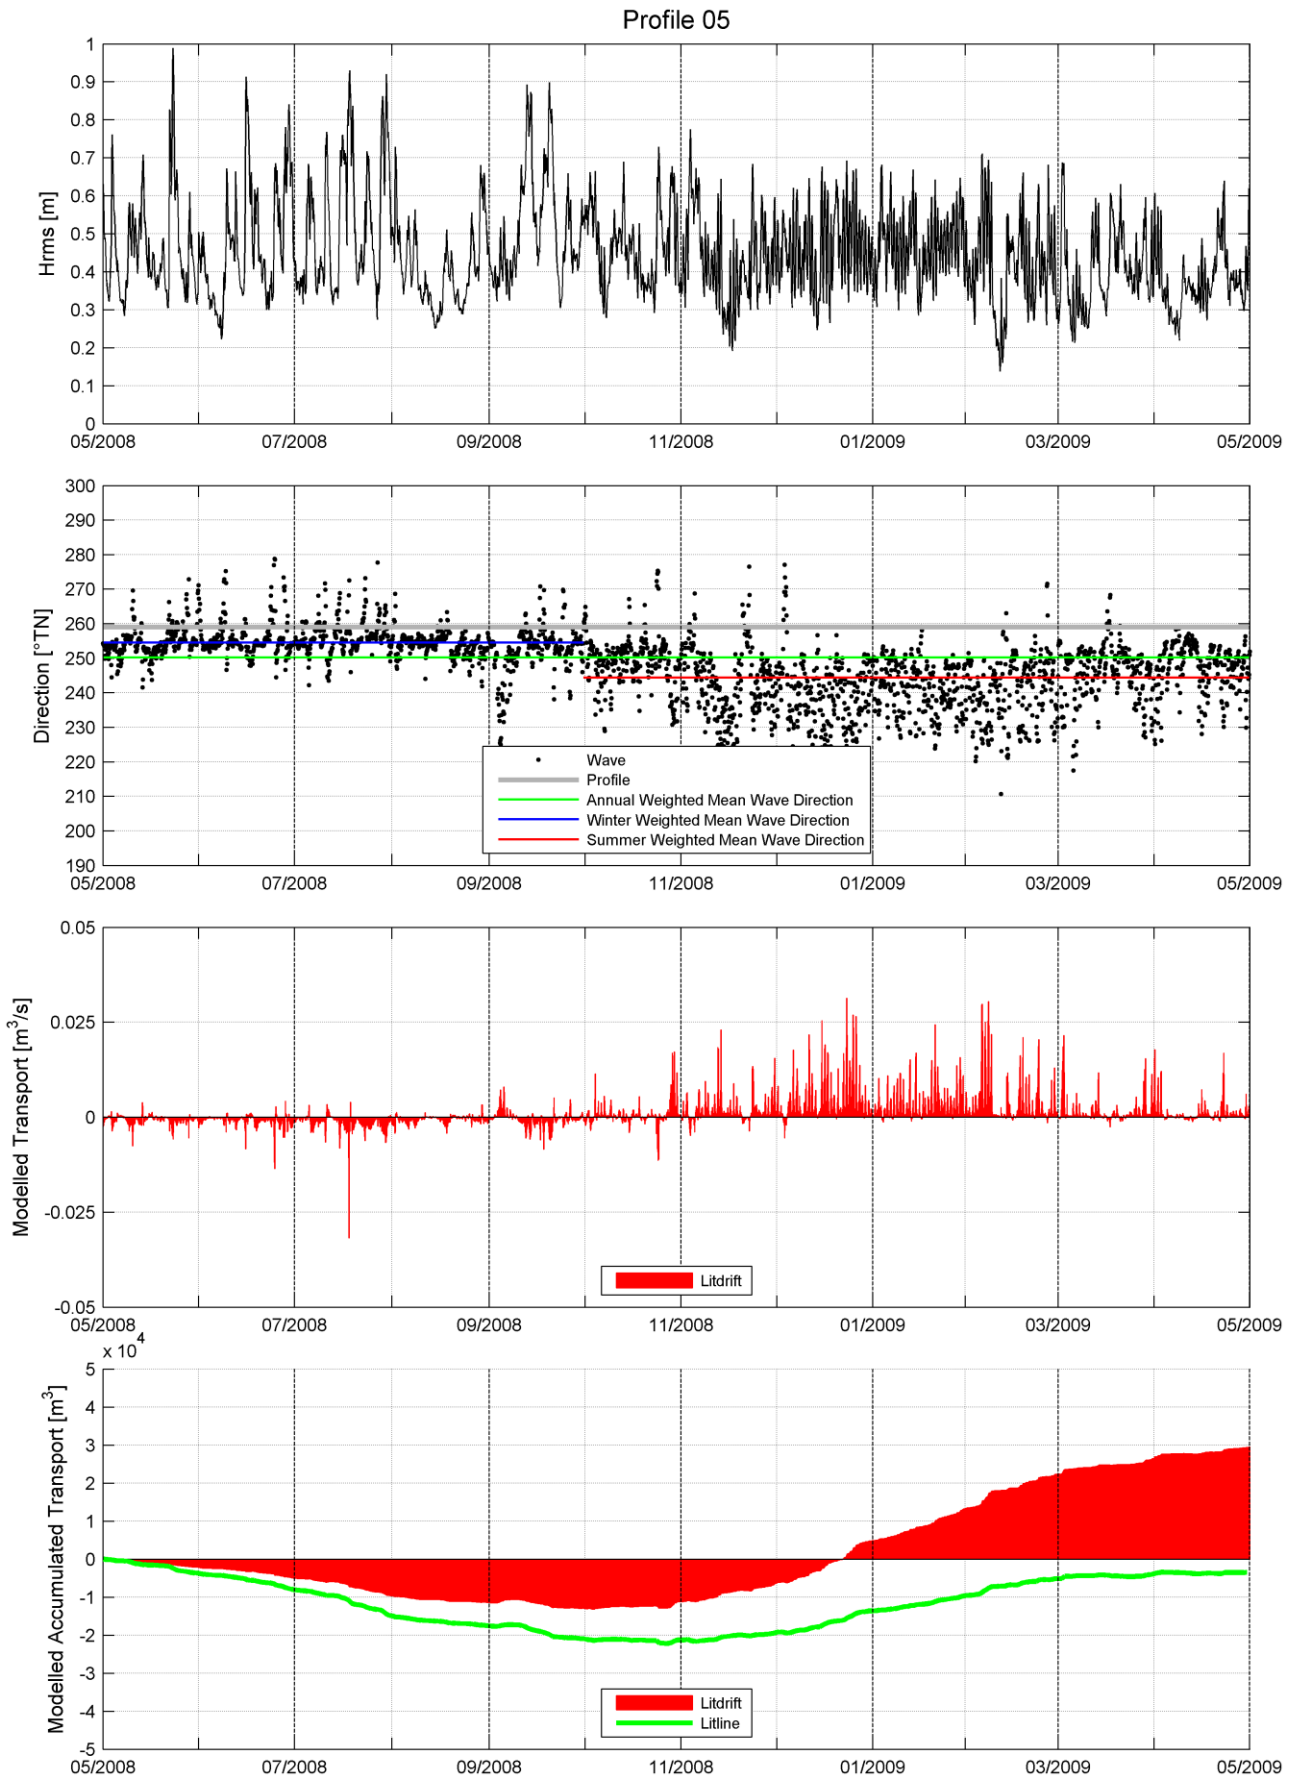 Profile 05
Hrms [m]
1
0.9
0.8
0.7
0.6
0.5
0.4
0.3
0.2
0.1
0
05/2008 07/2008 09/2008 11/2008 01/2009 03/2009 05/2009
Direction [°TN]
300
290
280
270
260
250
240
230
220
210
200
190
Wave
Profile
Annual Weighted Mean Wave Direction
Winter Weighted Mean Wave Direction
Summer Weighted Mean Wave Direction
05/2008 07/2008 09/2008 11/2008 01/2009 03/2009 05/2009
Modelled Transport [m³/s]
0.05
0.025
0
-0.025
-0.05
Litdrift
05/2008 07/2008 09/2008 11/2008 01/2009 03/2009 05/2009
x 10⁴
Modelled Accumulated Transport [m³]
5
4
3
2
1
0
-1
-2
-3
-4
-5
Litdrift
Litline
05/2008 07/2008 09/2008 11/2008 01/2009 03/2009 05/2009